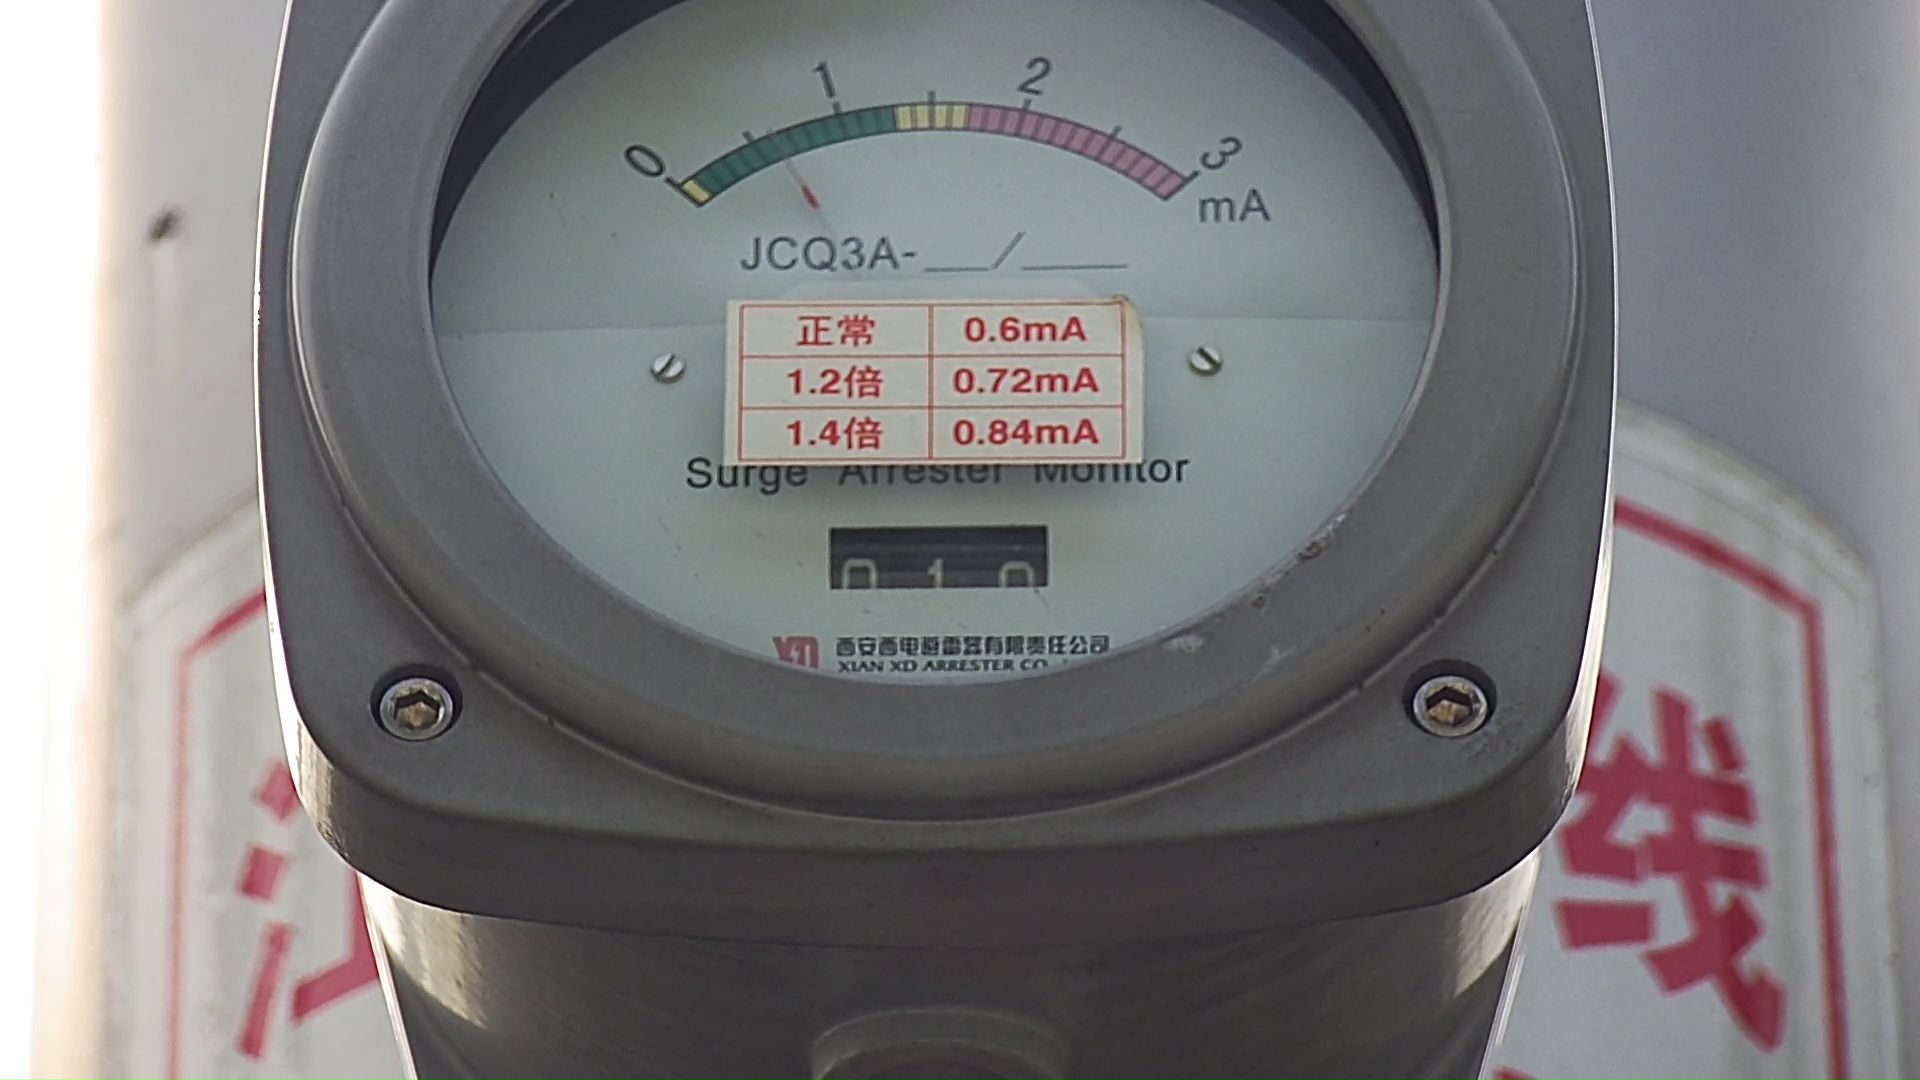 0 1 2 3
mA
JCQ3A-__/____
正常 0.6mA
1.2倍 0.72mA
1.4倍 0.84mA
Surge Arrester Monitor
0 1 0
XD 西安西电避雷器有限责任公司
XIAN XD ARRESTER CO.
线